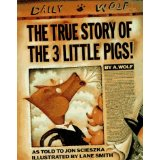 DAILY WOLF
THE TRUE STORY OF
THE 3 LITTLE PIGS!
BY A. WOLF
AS TOLD TO JON SCIESZKA
ILLUSTRATED BY LANE SMITH